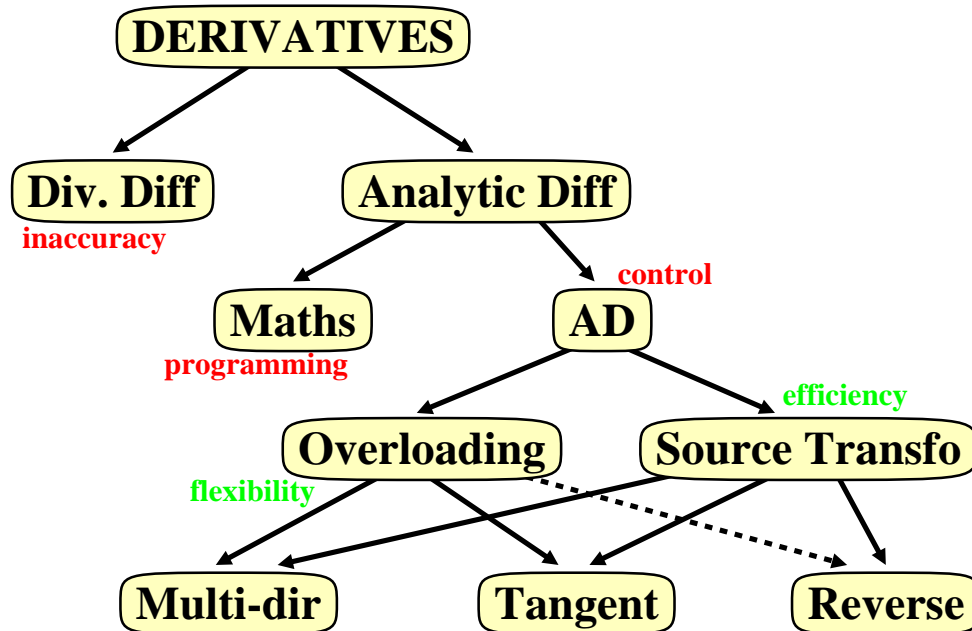 DERIVATIVES
Div. Diff
Analytic Diff
inaccuracy
control
Maths
AD
programming
efficiency
Overloading
Source Transfo
flexibility
Multi-dir
Tangent
Reverse